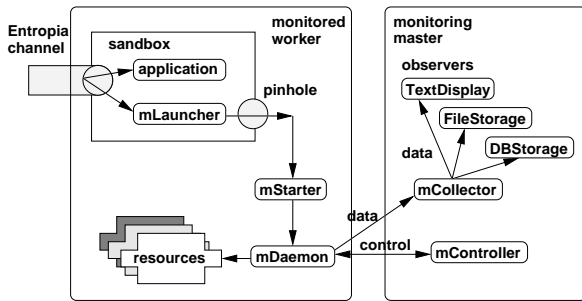 Entropia
channel
monitored
worker
sandbox
application
mLauncher
pinhole
mStarter
resources
mDaemon
data
control
monitoring
master
observers
TextDisplay
FileStorage
DBStorage
data
mCollector
mController